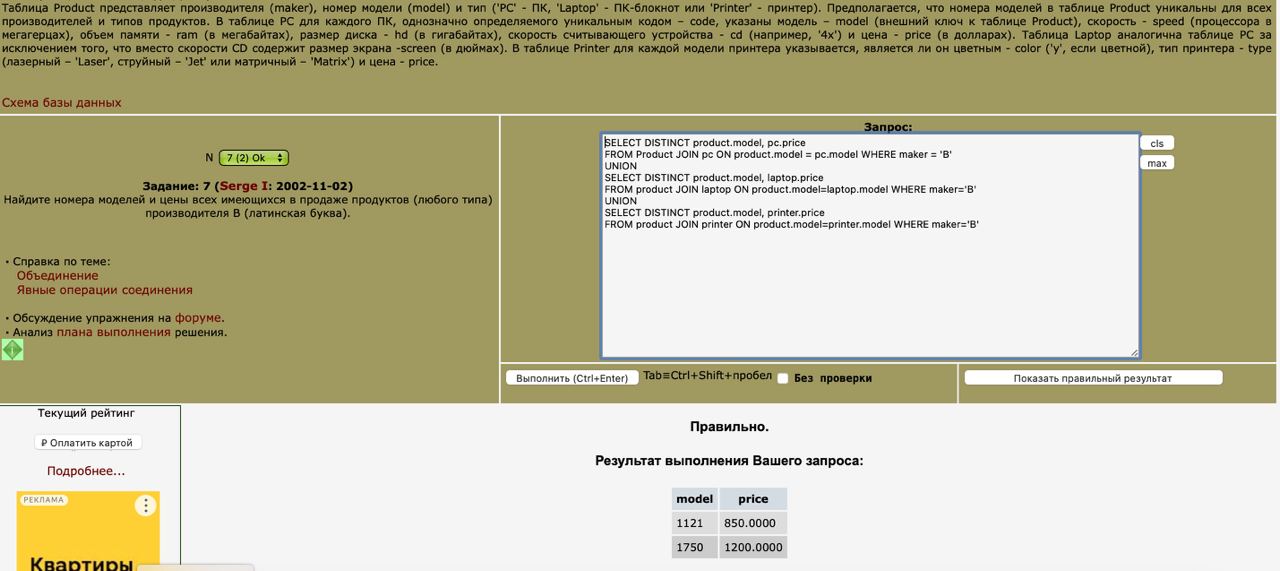 Таблица Product представляет производителя (maker), номер модели (model) и тип ('PC' - ПК, 'Laptop' - ПК-блокнот или 'Printer' - принтер). Предполагается, что номера моделей в таблице Product уникальны для всех
производителей и типов продуктов. В таблице PC для каждого ПК, однозначно определяемого уникальным кодом – code, указаны модель – model (внешний ключ к таблице Product), скорость - speed (процессора в
мегагерцах), объем памяти - ram (в мегабайтах), размер диска - hd (в гигабайтах), скорость считывающего устройства - cd (например, '4x') и цена - price (в долларах). Таблица Laptop аналогична таблице РС за
исключением того, что вместо скорости CD содержит размер экрана -screen (в дюймах). В таблице Printer для каждой модели принтера указывается, является ли он цветным - color ('y', если цветной), тип принтера - type
(лазерный – 'Laser', струйный – 'Jet' или матричный – 'Matrix') и цена - price.
Схема базы данных
N 7 (2) Ok
Задание: 7 (Serge I: 2002-11-02)
Найдите номера моделей и цены всех имеющихся в продаже продуктов (любого типа)
производителя B (латинская буква).
• Справка по теме:
Объединение
Явные операции соединения
• Обсуждение упражнения на форуме.
• Анализ плана выполнения решения.
Запрос:
SELECT DISTINCT product.model, pc.price
FROM Product JOIN pc ON product.model = pc.model WHERE maker = 'B'
UNION
SELECT DISTINCT product.model, laptop.price
FROM product JOIN laptop ON product.model=laptop.model WHERE maker='B'
UNION
SELECT DISTINCT product.model, printer.price
FROM product JOIN printer ON product.model=printer.model WHERE maker='B'
cls
max
Выполнить (Ctrl+Enter) Tab≡Ctrl+Shift+пробел Без проверки
Показать правильный результат
Текущий рейтинг
₽ Оплатить картой
Подробнее...
РЕКЛАМА
Квартиры
Правильно.
Результат выполнения Вашего запроса:
model price
1121 850.0000
1750 1200.0000